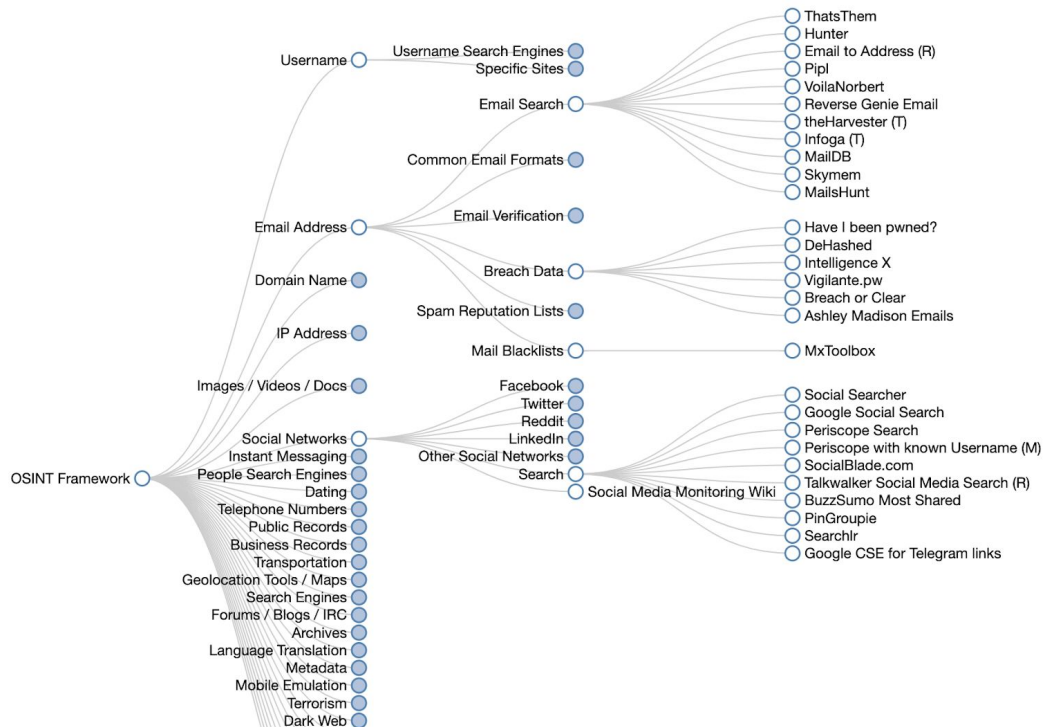 OSINT Framework
Username
Username Search Engines
Specific Sites
Email Address
Email Search
ThatsThem
Hunter
Email to Address (R)
Pipl
VoilaNorbert
Reverse Genie Email
theHarvester (T)
Infoga (T)
MailDB
Skymem
MailsHunt
Common Email Formats
Email Verification
Breach Data
Have I been pwned?
DeHashed
Intelligence X
Vigilante.pw
Breach or Clear
Ashley Madison Emails
Spam Reputation Lists
Mail Blacklists
MxToolbox
Domain Name
IP Address
Images / Videos / Docs
Social Networks
Facebook
Twitter
Reddit
LinkedIn
Other Social Networks
Search
Social Searcher
Google Social Search
Periscope Search
Periscope with known Username (M)
SocialBlade.com
Talkwalker Social Media Search (R)
BuzzSumo Most Shared
PinGroupie
Searchlr
Google CSE for Telegram links
Social Media Monitoring Wiki
Instant Messaging
People Search Engines
Dating
Telephone Numbers
Public Records
Business Records
Transportation
Geolocation Tools / Maps
Search Engines
Forums / Blogs / IRC
Archives
Language Translation
Metadata
Mobile Emulation
Terrorism
Dark Web